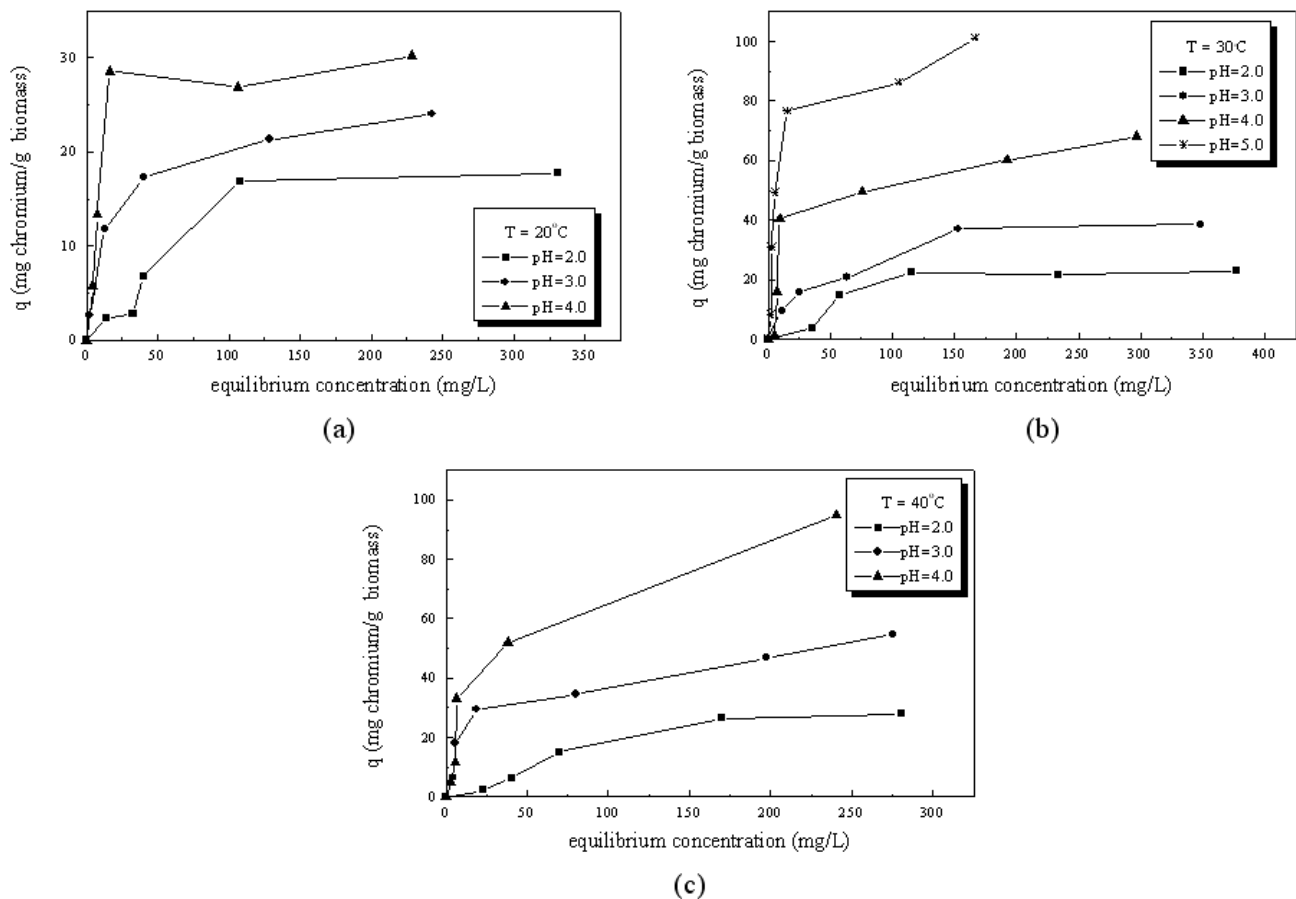 q (mg chromium/g biomass)
30
20
10
0
0 50 100 150 200 250 300 350
equilibrium concentration (mg/L)
T = 20°C
pH=2.0
pH=3.0
pH=4.0
(a)
q (mg chromium/g biomass)
100
80
60
40
20
0
0 50 100 150 200 250 300 350 400
equilibrium concentration (mg/L)
T = 30°C
pH=2.0
pH=3.0
pH=4.0
pH=5.0
(b)
q (mg chromium/g biomass)
100
80
60
40
20
0
0 50 100 150 200 250 300
equilibrium concentration (mg/L)
T = 40°C
pH=2.0
pH=3.0
pH=4.0
(c)